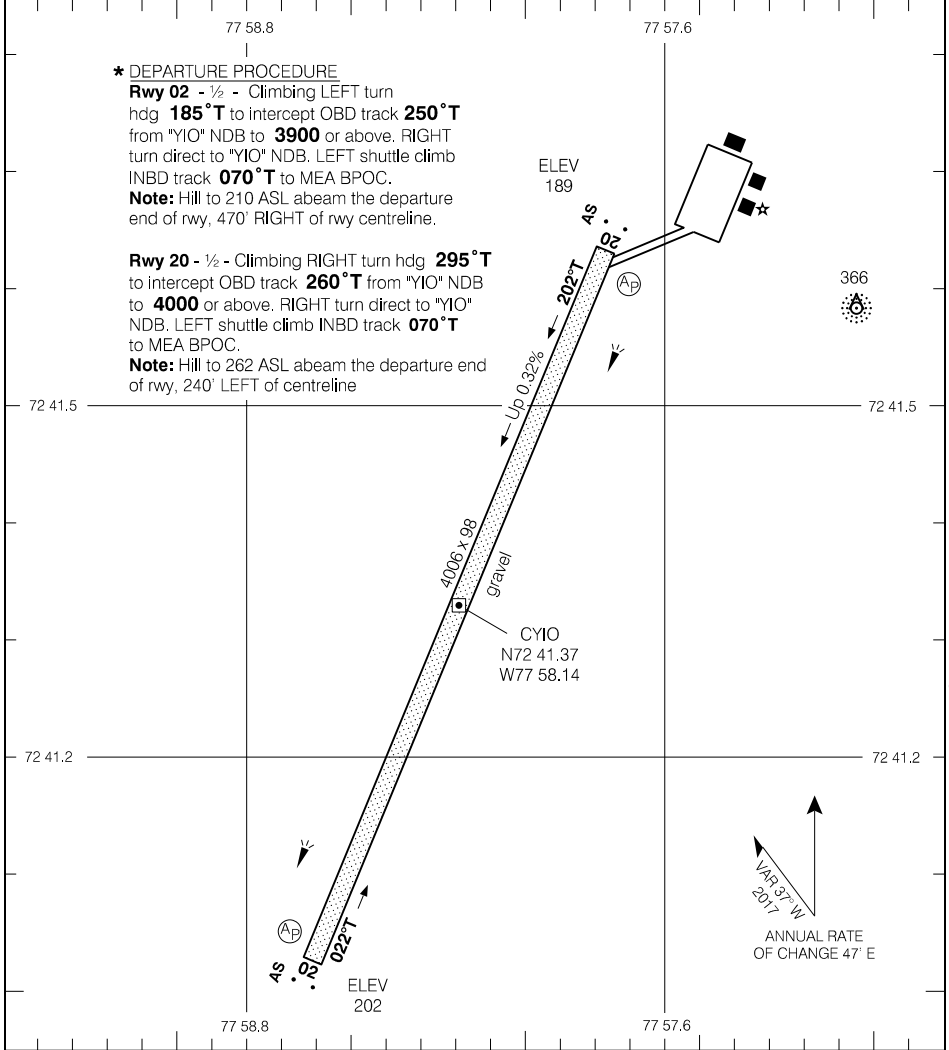 77 58.8
77 57.6
* DEPARTURE PROCEDURE
Rwy 02 - ½ - Climbing LEFT turn
hdg 185°T to intercept OBD track 250°T
from "YIO" NDB to 3900 or above. RIGHT
turn direct to "YIO" NDB. LEFT shuttle climb
INBD track 070°T to MEA BPOC.
Note: Hill to 210 ASL abeam the departure
end of rwy, 470' RIGHT of rwy centreline.
Rwy 20 - ½ - Climbing RIGHT turn hdg 295°T
to intercept OBD track 260°T from "YIO" NDB
to 4000 or above. RIGHT turn direct to "YIO"
NDB. LEFT shuttle climb INBD track 070°T
to MEA BPOC.
Note: Hill to 262 ASL abeam the departure end
of rwy, 240' LEFT of centreline
ELEV
189
AS
20
202°T
AP
366
A
Up 0.32%
72 41.5
72 41.5
4006 x 98
gravel
CYIO
N72 41.37
W77 58.14
72 41.2
72 41.2
VAR 37° W
2017
ANNUAL RATE
OF CHANGE 47' E
AP
022°T
02
AS
ELEV
202
77 58.8
77 57.6